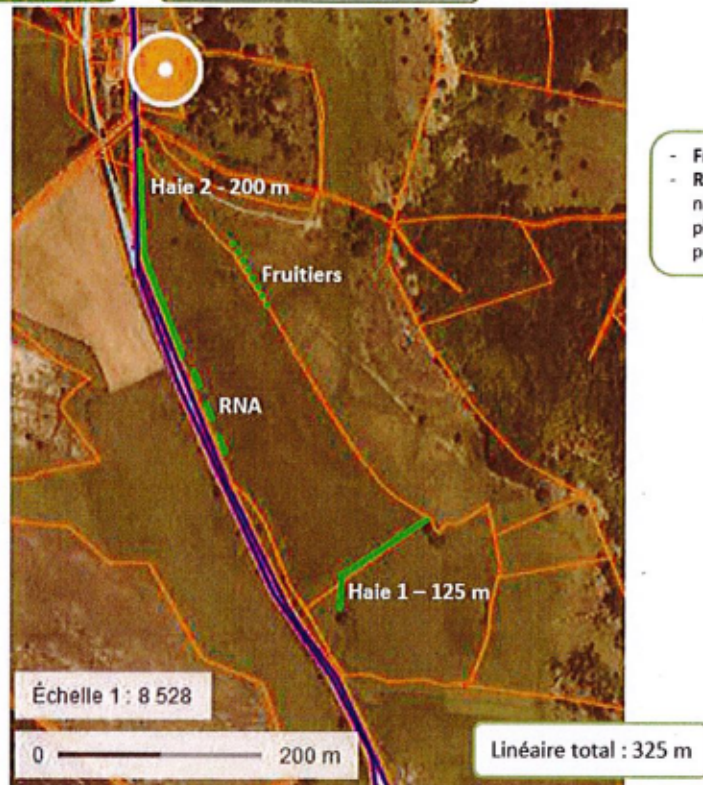 Haie 2 - 200 m
Fruitiers
RNA
Haie 1 – 125 m
Échelle 1 : 8 528
0 200 m
Linéaire total : 325 m
-
-